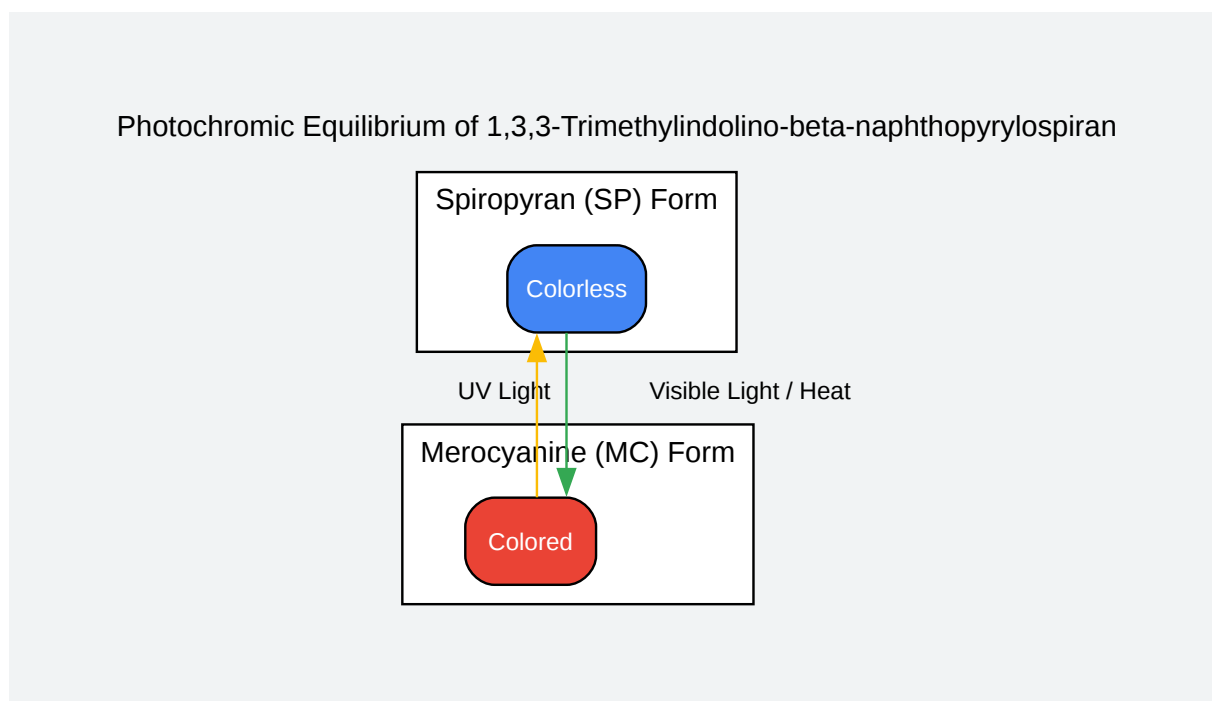 Photochromic Equilibrium of 1,3,3-Trimethylindolino-beta-naphthopyrylospiran
Spiropyran (SP) Form
Colorless
UV Light
Visible Light / Heat
Merocyanine (MC) Form
Colored